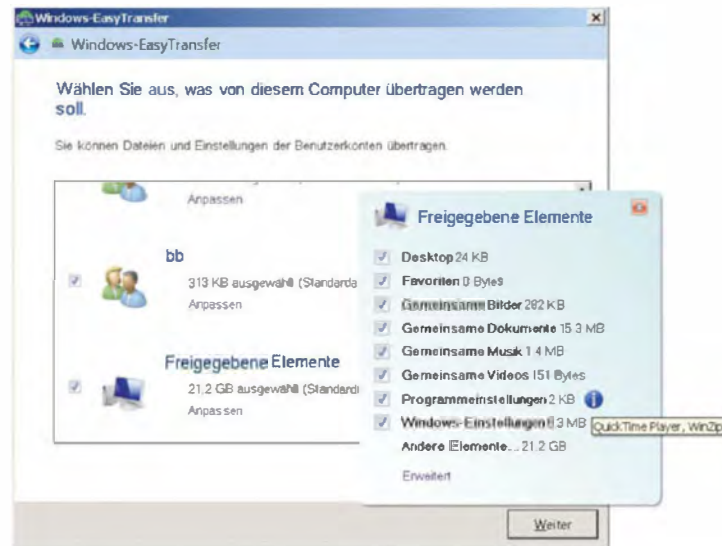 Windows-EasyTransfer
Windows-EasyTransfer
Wählen Sie aus, was von diesem Computer übertragen werden
soll.
Sie können Dateien und Einstellungen der Benutzerkonten übertragen.
Anpassen
bb
313 KB ausgewählt (Standarda
Anpassen
Freigegebene Elemente
21,2 GB ausgewählt (Standard
Anpassen
Freigegebene Elemente
Desktop 24 KB
Favoriten 0 Bytes
Gemeinsame Bilder 282 KB
Gemeinsame Dokumente 15.3 MB
Gemeinsame Musik 1.4 MB
Gemeinsame Videos 151 Bytes
Programmeinstellungen 2 KB
Windows-Einstellungen 3 MB
QuickTime Player, WinZip
Andere Elemente... 21.2 GB
Erweitert
Weiter